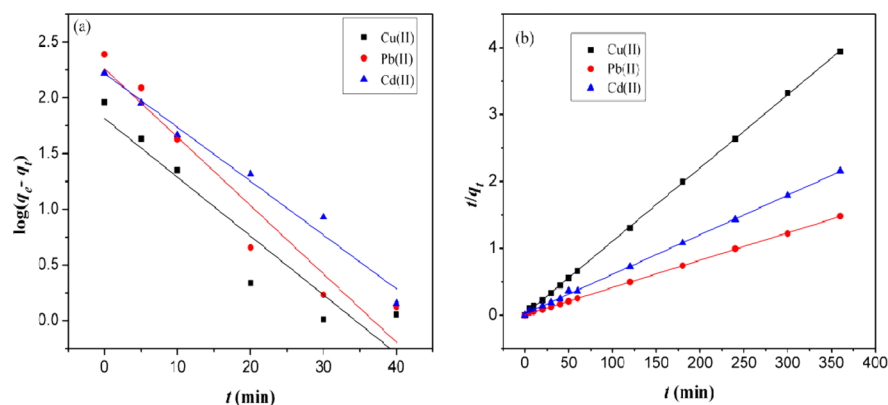 (a)
Cu(II)
Pb(II)
Cd(II)
2.5
2.0
1.5
1.0
0.5
0.0
log(qe- qt)
0
10
20
30
40
t (min)
(b)
Cu(II)
Pb(II)
Cd(II)
4
2
0
t/qt
0
50
100
150
200
250
300
350
400
t (min)